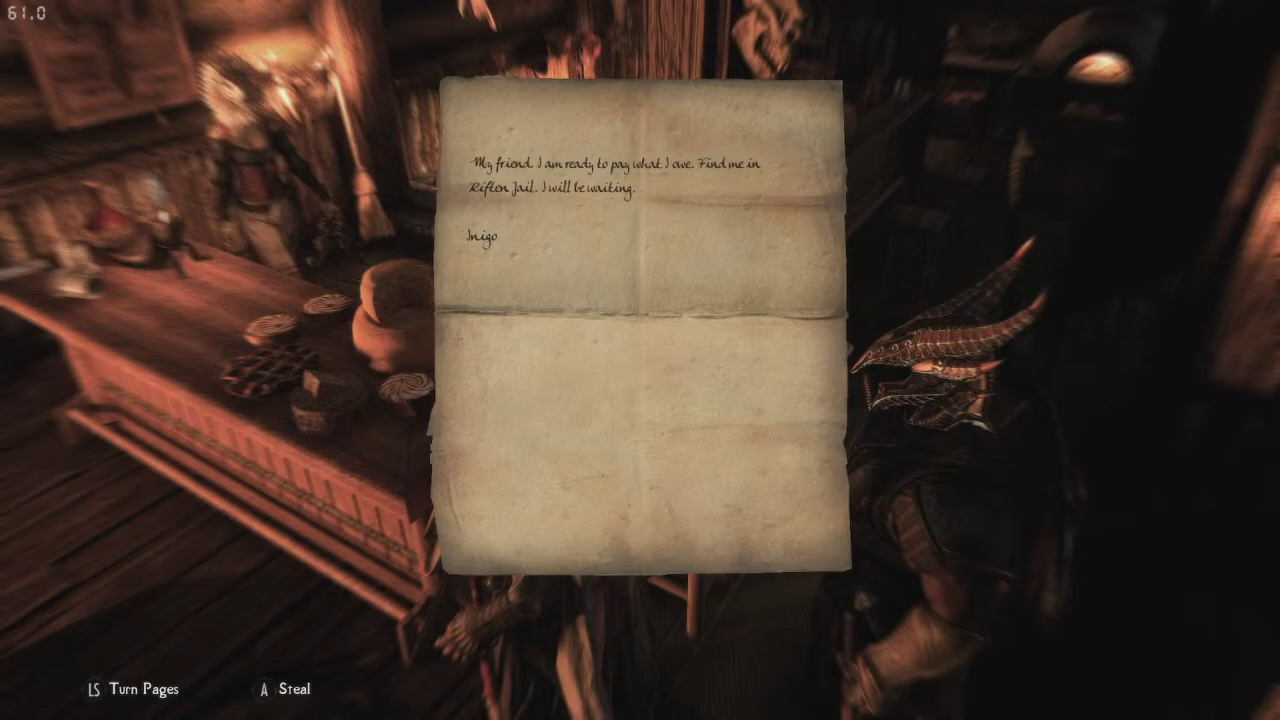 61.0
My friend. I am ready to pay what I owe. Find me in
Riften Jail. I will be waiting.
Inigo
LS Turn Pages
A Steal